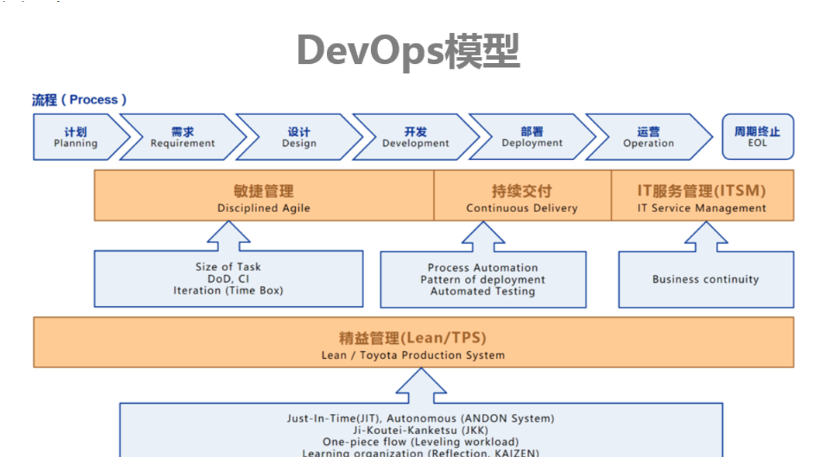 DevOps模型
流程（Process）
计划
Planning
需求
Requirement
设计
Design
开发
Development
部署
Deployment
运营
Operation
周期终止
EOL
敏捷管理
Disciplined Agile
持续交付
Continuous Delivery
IT服务管理(ITSM)
IT Service Management
Size of Task
DoD, CI
Iteration (Time Box)
Process Automation
Pattern of deployment
Automated Testing
Business continuity
精益管理(Lean/TPS)
Lean / Toyota Production System
Just-In-Time(JIT), Autonomous (ANDON System)
Ji-Koutei-Kanketsu (JKK)
One-piece flow (Leveling workload)
Learning organization (Reflection, KAIZEN)